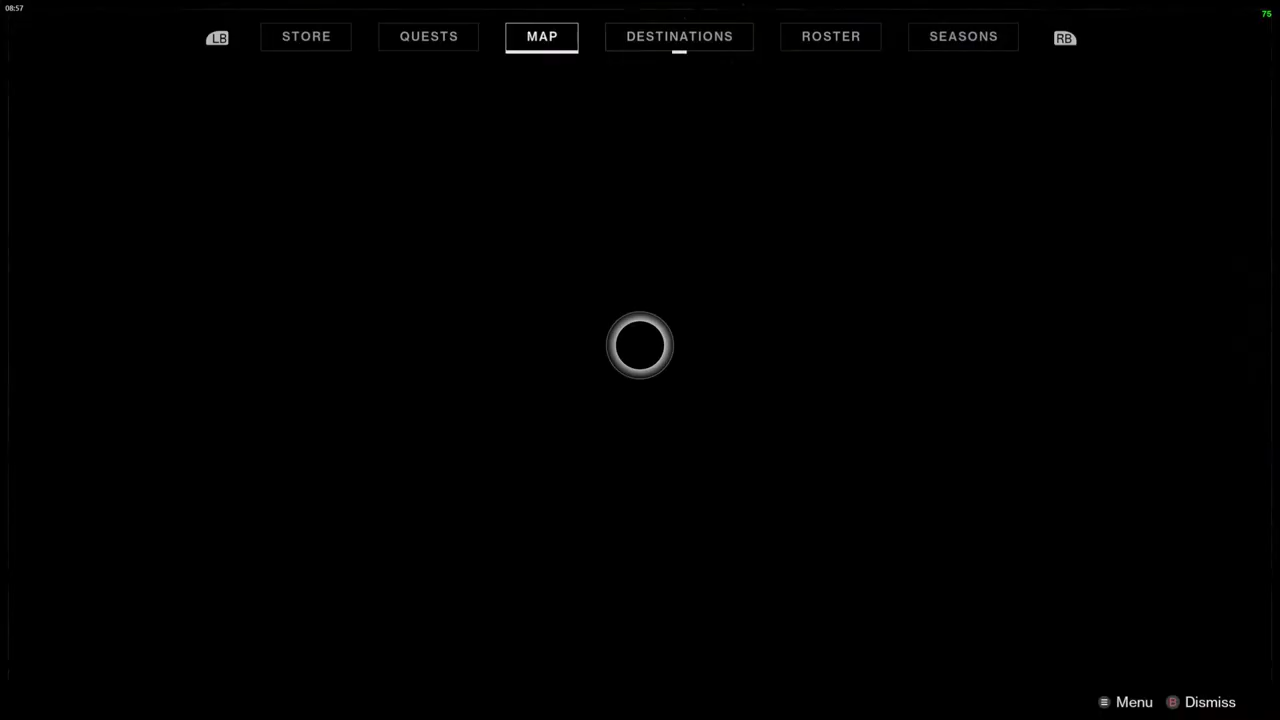 08:57
75
LB STORE QUESTS MAP DESTINATIONS ROSTER SEASONS RB
Menu B Dismiss